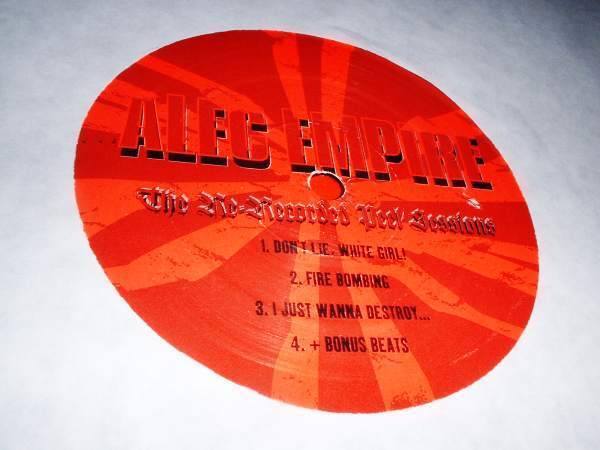 ALEC EMPIRE
The Re-Recorded Peel Sessions
1. DON'T LIE, WHITE GIRL!
2. FIRE BOMBING
3. I JUST WANNA DESTROY...
4. + BONUS BEATS